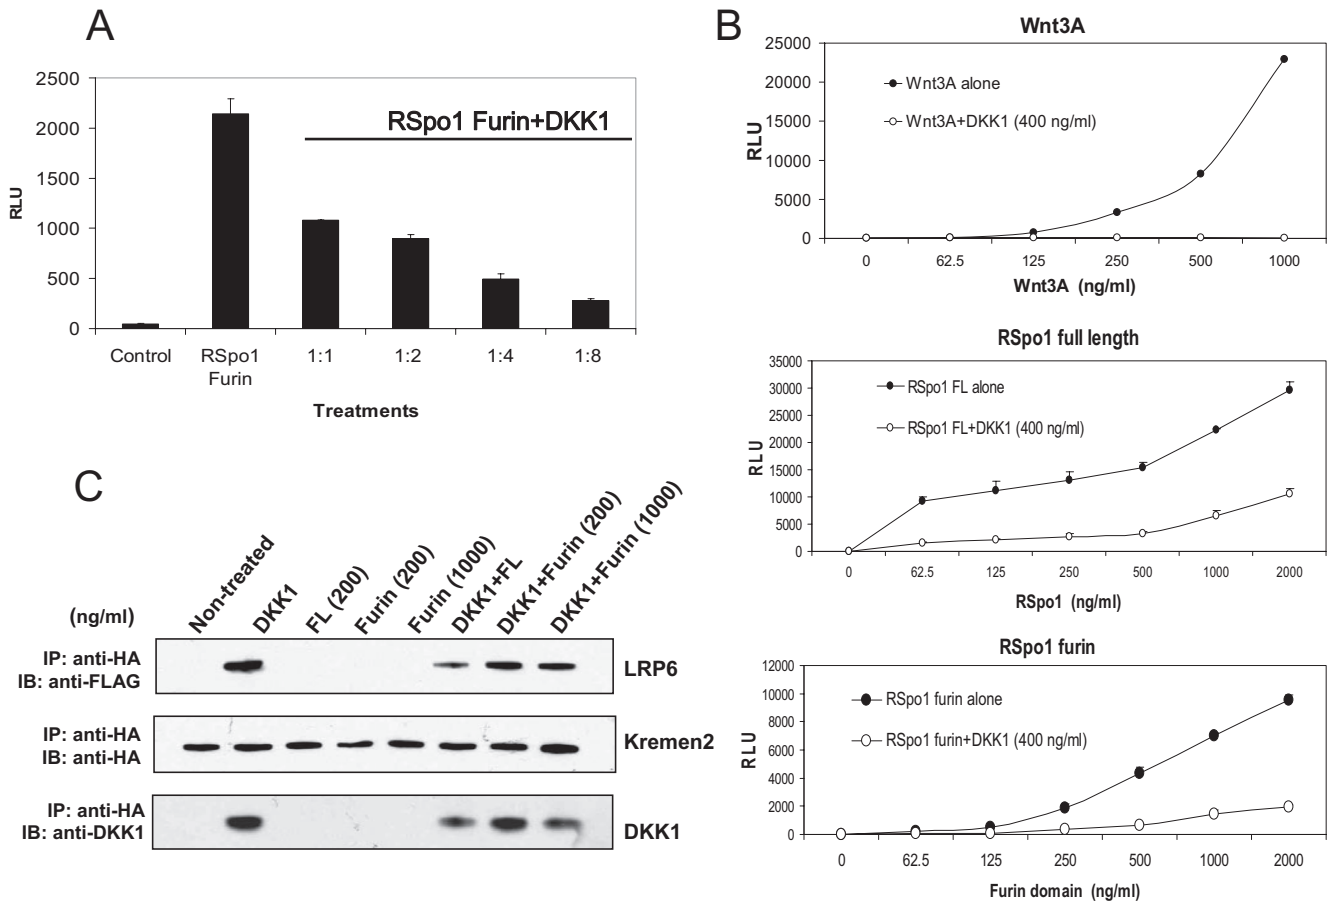 A
2500
2000
1500
1000
500
0
RLU
RSpo1 Furin+DKK1
Control
RSpo1
Furin
1:1
1:2
1:4
1:8
Treatments
B
Wnt3A
25000
20000
15000
10000
5000
0
RLU
Wnt3A alone
Wnt3A+DKK1 (400 ng/ml)
0 62.5 125 250 500 1000
Wnt3A (ng/ml)
RSpo1 full length
35000
30000
25000
20000
15000
10000
5000
0
RLU
RSpo1 FL alone
RSpo1 FL+DKK1 (400 ng/ml)
0 62.5 125 250 500 1000 2000
RSpo1 (ng/ml)
RSpo1 furin
12000
10000
8000
6000
4000
2000
0
RLU
RSpo1 furin alone
RSpo1 furin+DKK1 (400 ng/ml)
0 62.5 125 250 500 1000 2000
Furin domain (ng/ml)
C
(ng/ml)
Non-treated
DKK1
FL (200)
Furin (200)
Furin (1000)
DKK1+FL
DKK1+Furin (200)
DKK1+Furin (1000)
IP: anti-HA
IB: anti-FLAG
LRP6
IP: anti-HA
IB: anti-HA
Kremen2
IP: anti-HA
IB: anti-DKK1
DKK1